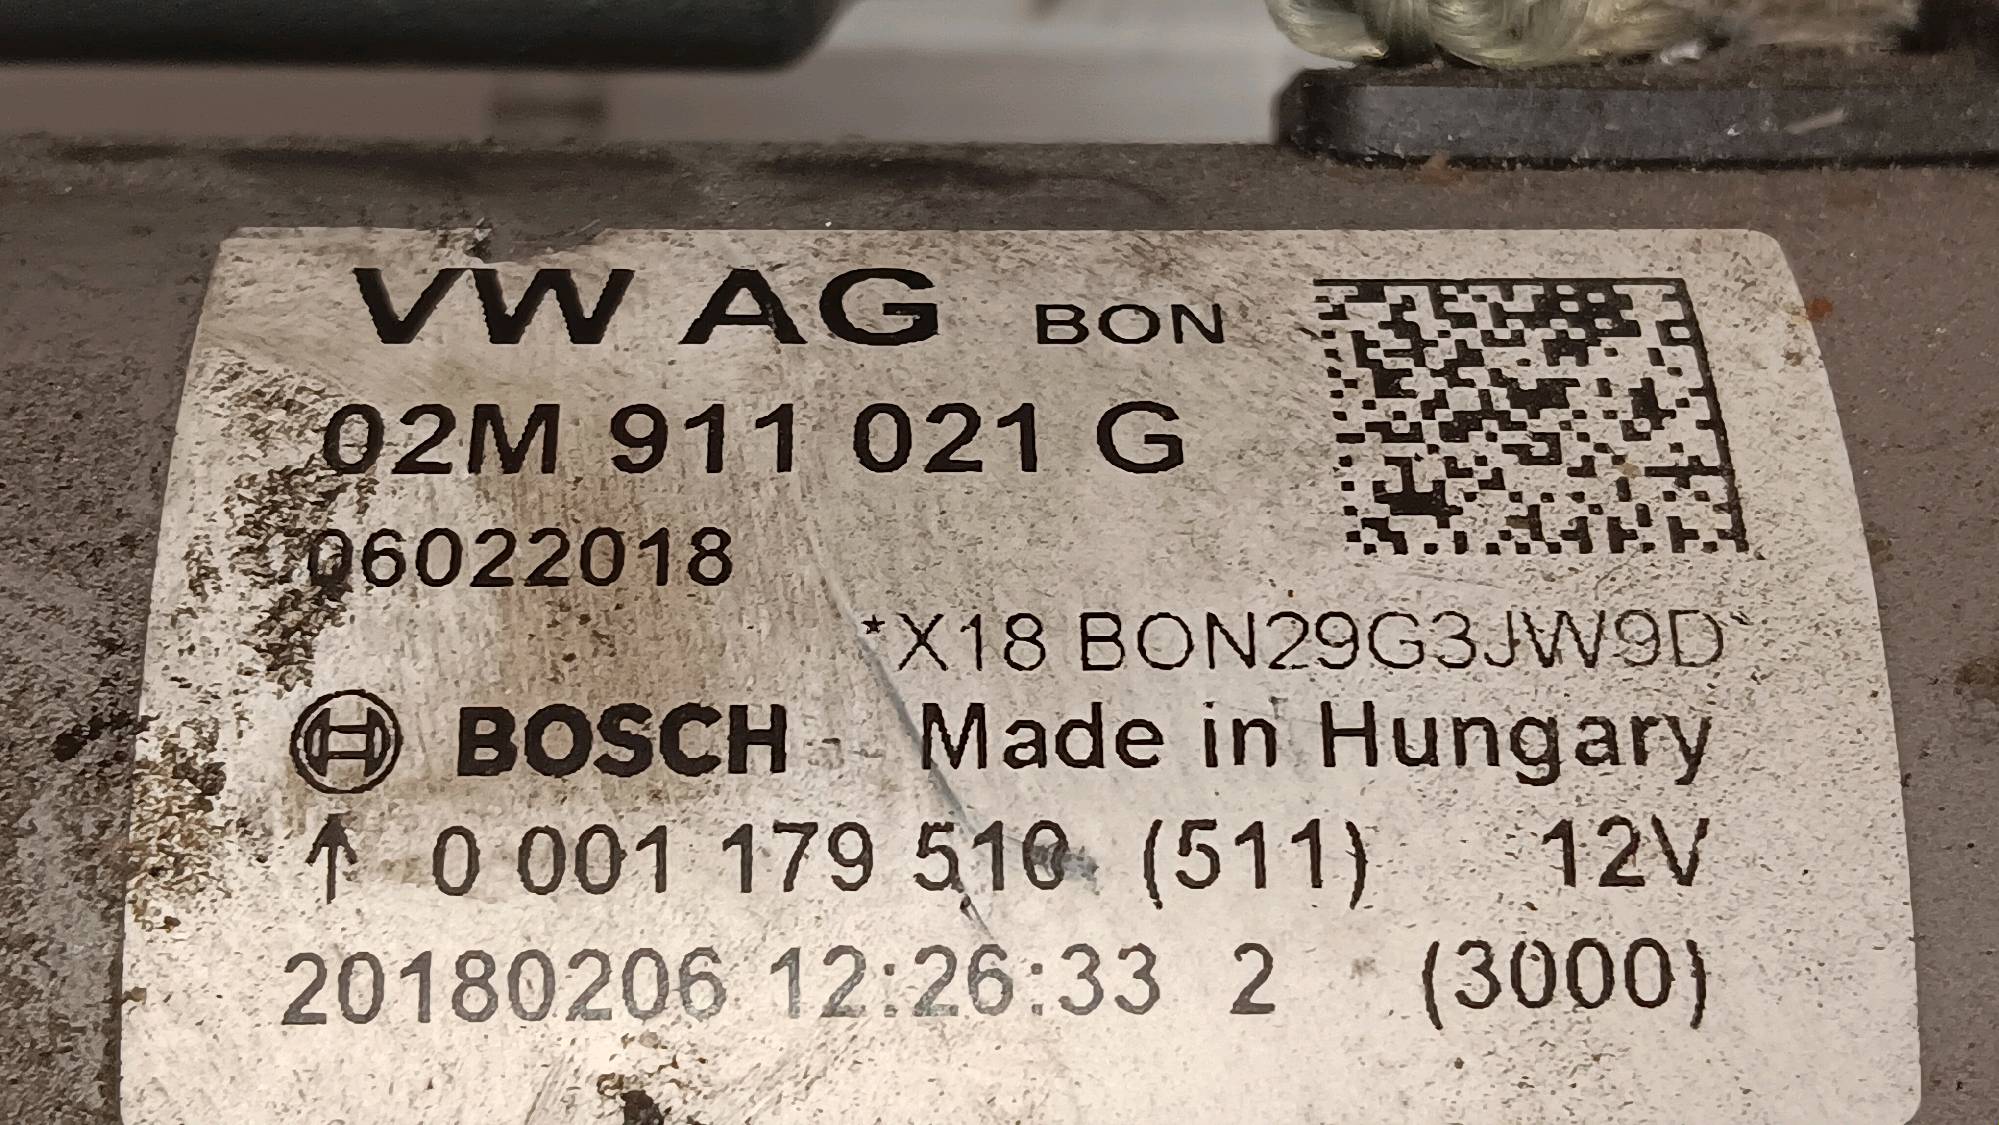 VW AG BON
02M 911 021 G
06022018
*X18 BON29G3JW9D*
BOSCH Made in Hungary
↑ 0 001 179 510 (511) 12V
20180206 12:26:33 2 (3000)